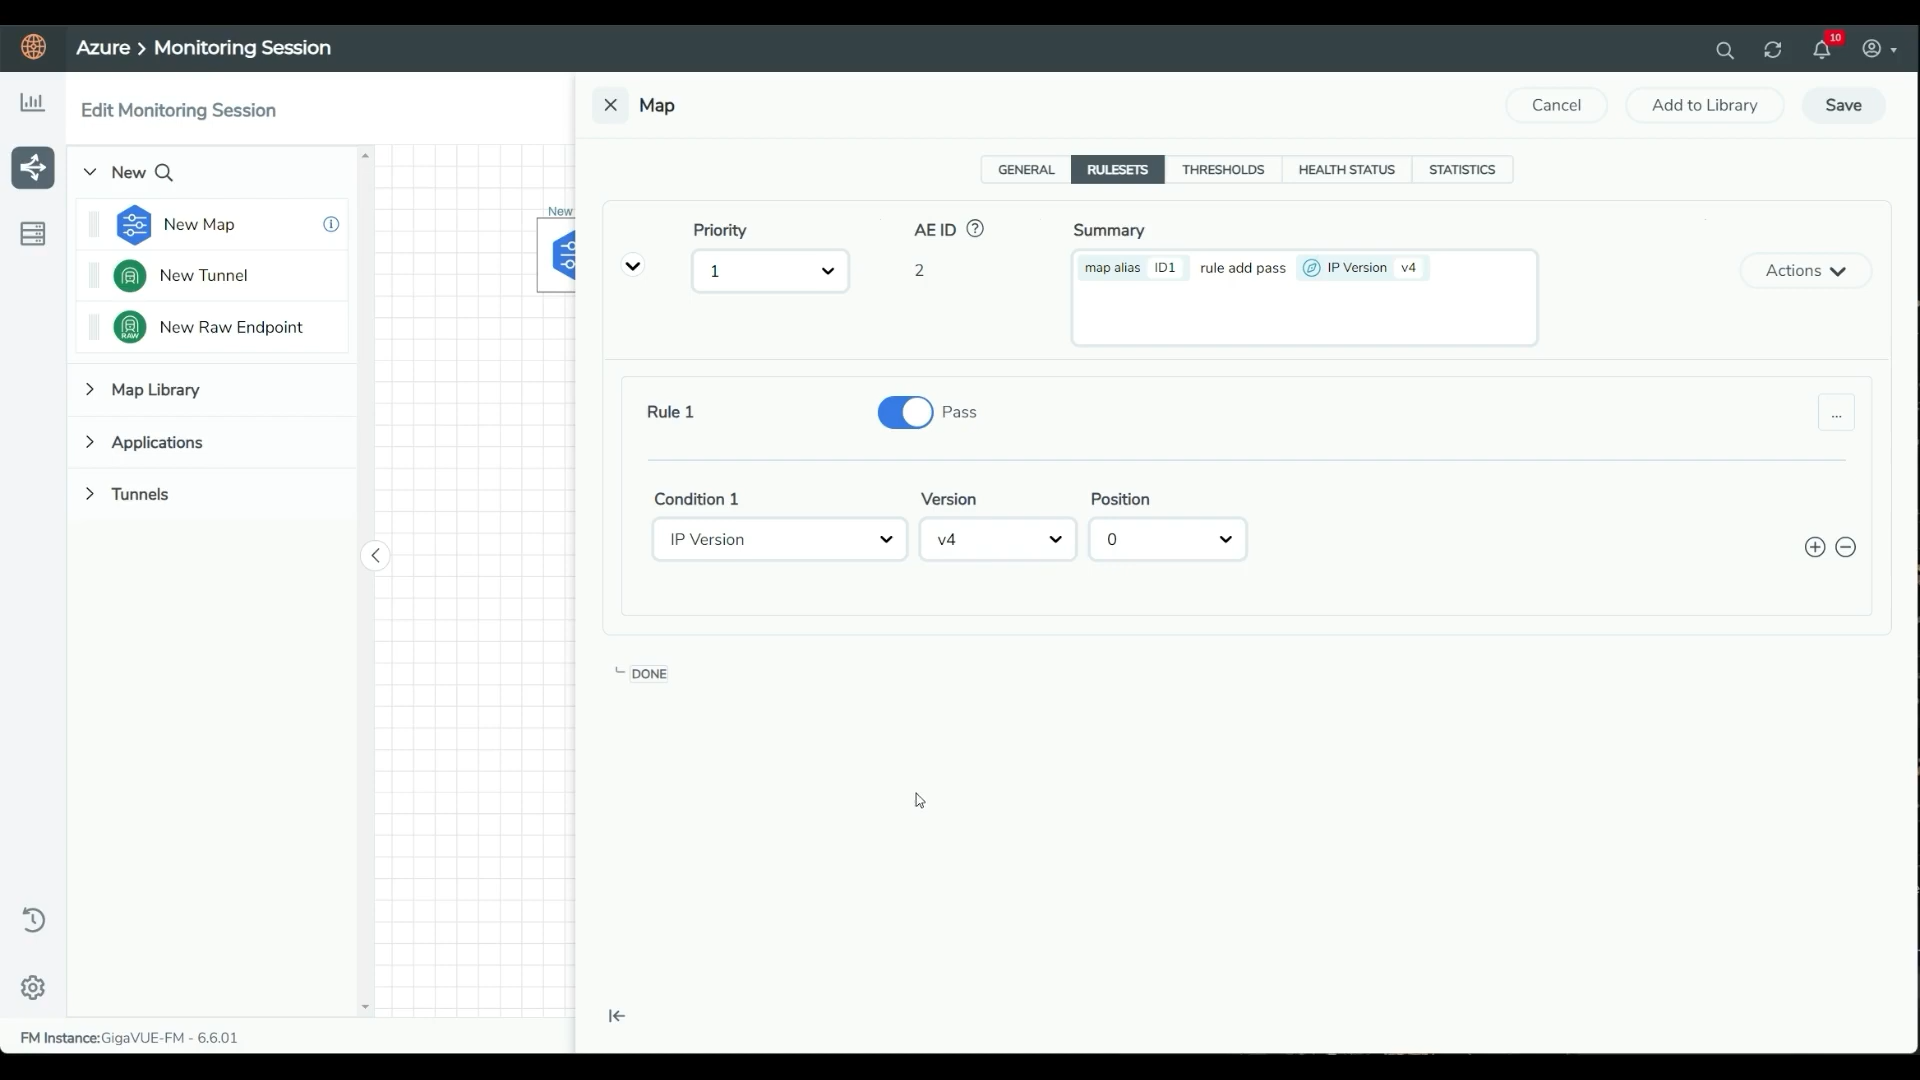 Azure > Monitoring Session
10
Edit Monitoring Session
Map
Cancel
Add to Library
Save
New
New Map
New Tunnel
RAW
New Raw Endpoint
Map Library
Applications
Tunnels
New
GENERAL
RULESETS
THRESHOLDS
HEALTH STATUS
STATISTICS
Priority
AE ID
Summary
1
2
map alias ID1 rule add pass IP Version v4
Actions
Rule 1
Pass
...
Condition 1
Version
Position
IP Version
v4
0
DONE
FM Instance:GigaVUE-FM - 6.6.01